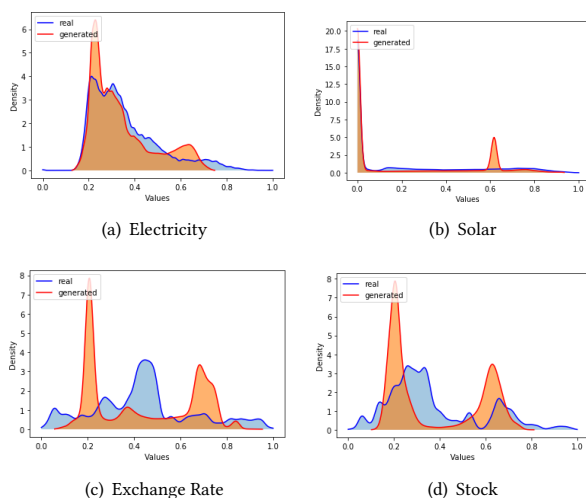 real
generated
6
5
4
3
2
1
0
Density
0.0 0.2 0.4 0.6 0.8 1.0
Values
(a) Electricity
real
generated
20.0
17.5
15.0
12.5
10.0
7.5
5.0
2.5
0.0
Density
0.0 0.2 0.4 0.6 0.8 1.0
Values
(b) Solar
real
generated
8
7
6
5
4
3
2
1
0
Density
0.0 0.2 0.4 0.6 0.8 1.0
Values
(c) Exchange Rate
real
generated
8
7
6
5
4
3
2
1
0
Density
0.0 0.2 0.4 0.6 0.8 1.0
Values
(d) Stock